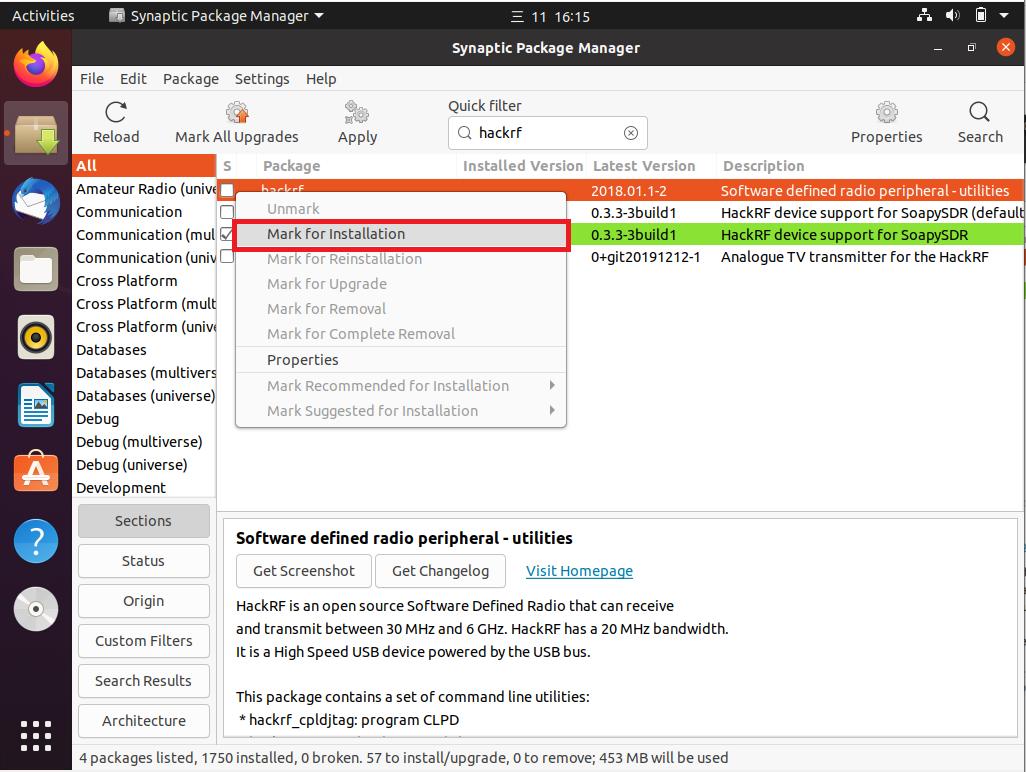 Activities Synaptic Package Manager 三 11 16:15
Synaptic Package Manager
File Edit Package Settings Help
Reload Mark All Upgrades Apply Quick filter hackrf Properties Search
All
Amateur Radio (unive
Communication
Communication (mul
Communication (univ
Cross Platform
Cross Platform (mult
Cross Platform (unive
Databases
Databases (multivers
Databases (universe)
Debug
Debug (multiverse)
Debug (universe)
Development
Sections
Status
Origin
Custom Filters
Search Results
Architecture
S Package Installed Version Latest Version Description
hackrf 2018.01.1-2 Software defined radio peripheral - utilities
0.3.3-3build1 HackRF device support for SoapySDR (default
0.3.3-3build1 HackRF device support for SoapySDR
0+git20191212-1 Analogue TV transmitter for the HackRF
Unmark
Mark for Installation
Mark for Reinstallation
Mark for Upgrade
Mark for Removal
Mark for Complete Removal
Properties
Mark Recommended for Installation
Mark Suggested for Installation
Software defined radio peripheral - utilities
Get Screenshot Get Changelog Visit Homepage
HackRF is an open source Software Defined Radio that can receive
and transmit between 30 MHz and 6 GHz. HackRF has a 20 MHz bandwidth.
It is a High Speed USB device powered by the USB bus.
This package contains a set of command line utilities:
* hackrf_cpldjtag: program CLPD
4 packages listed, 1750 installed, 0 broken. 57 to install/upgrade, 0 to remove; 453 MB will be used